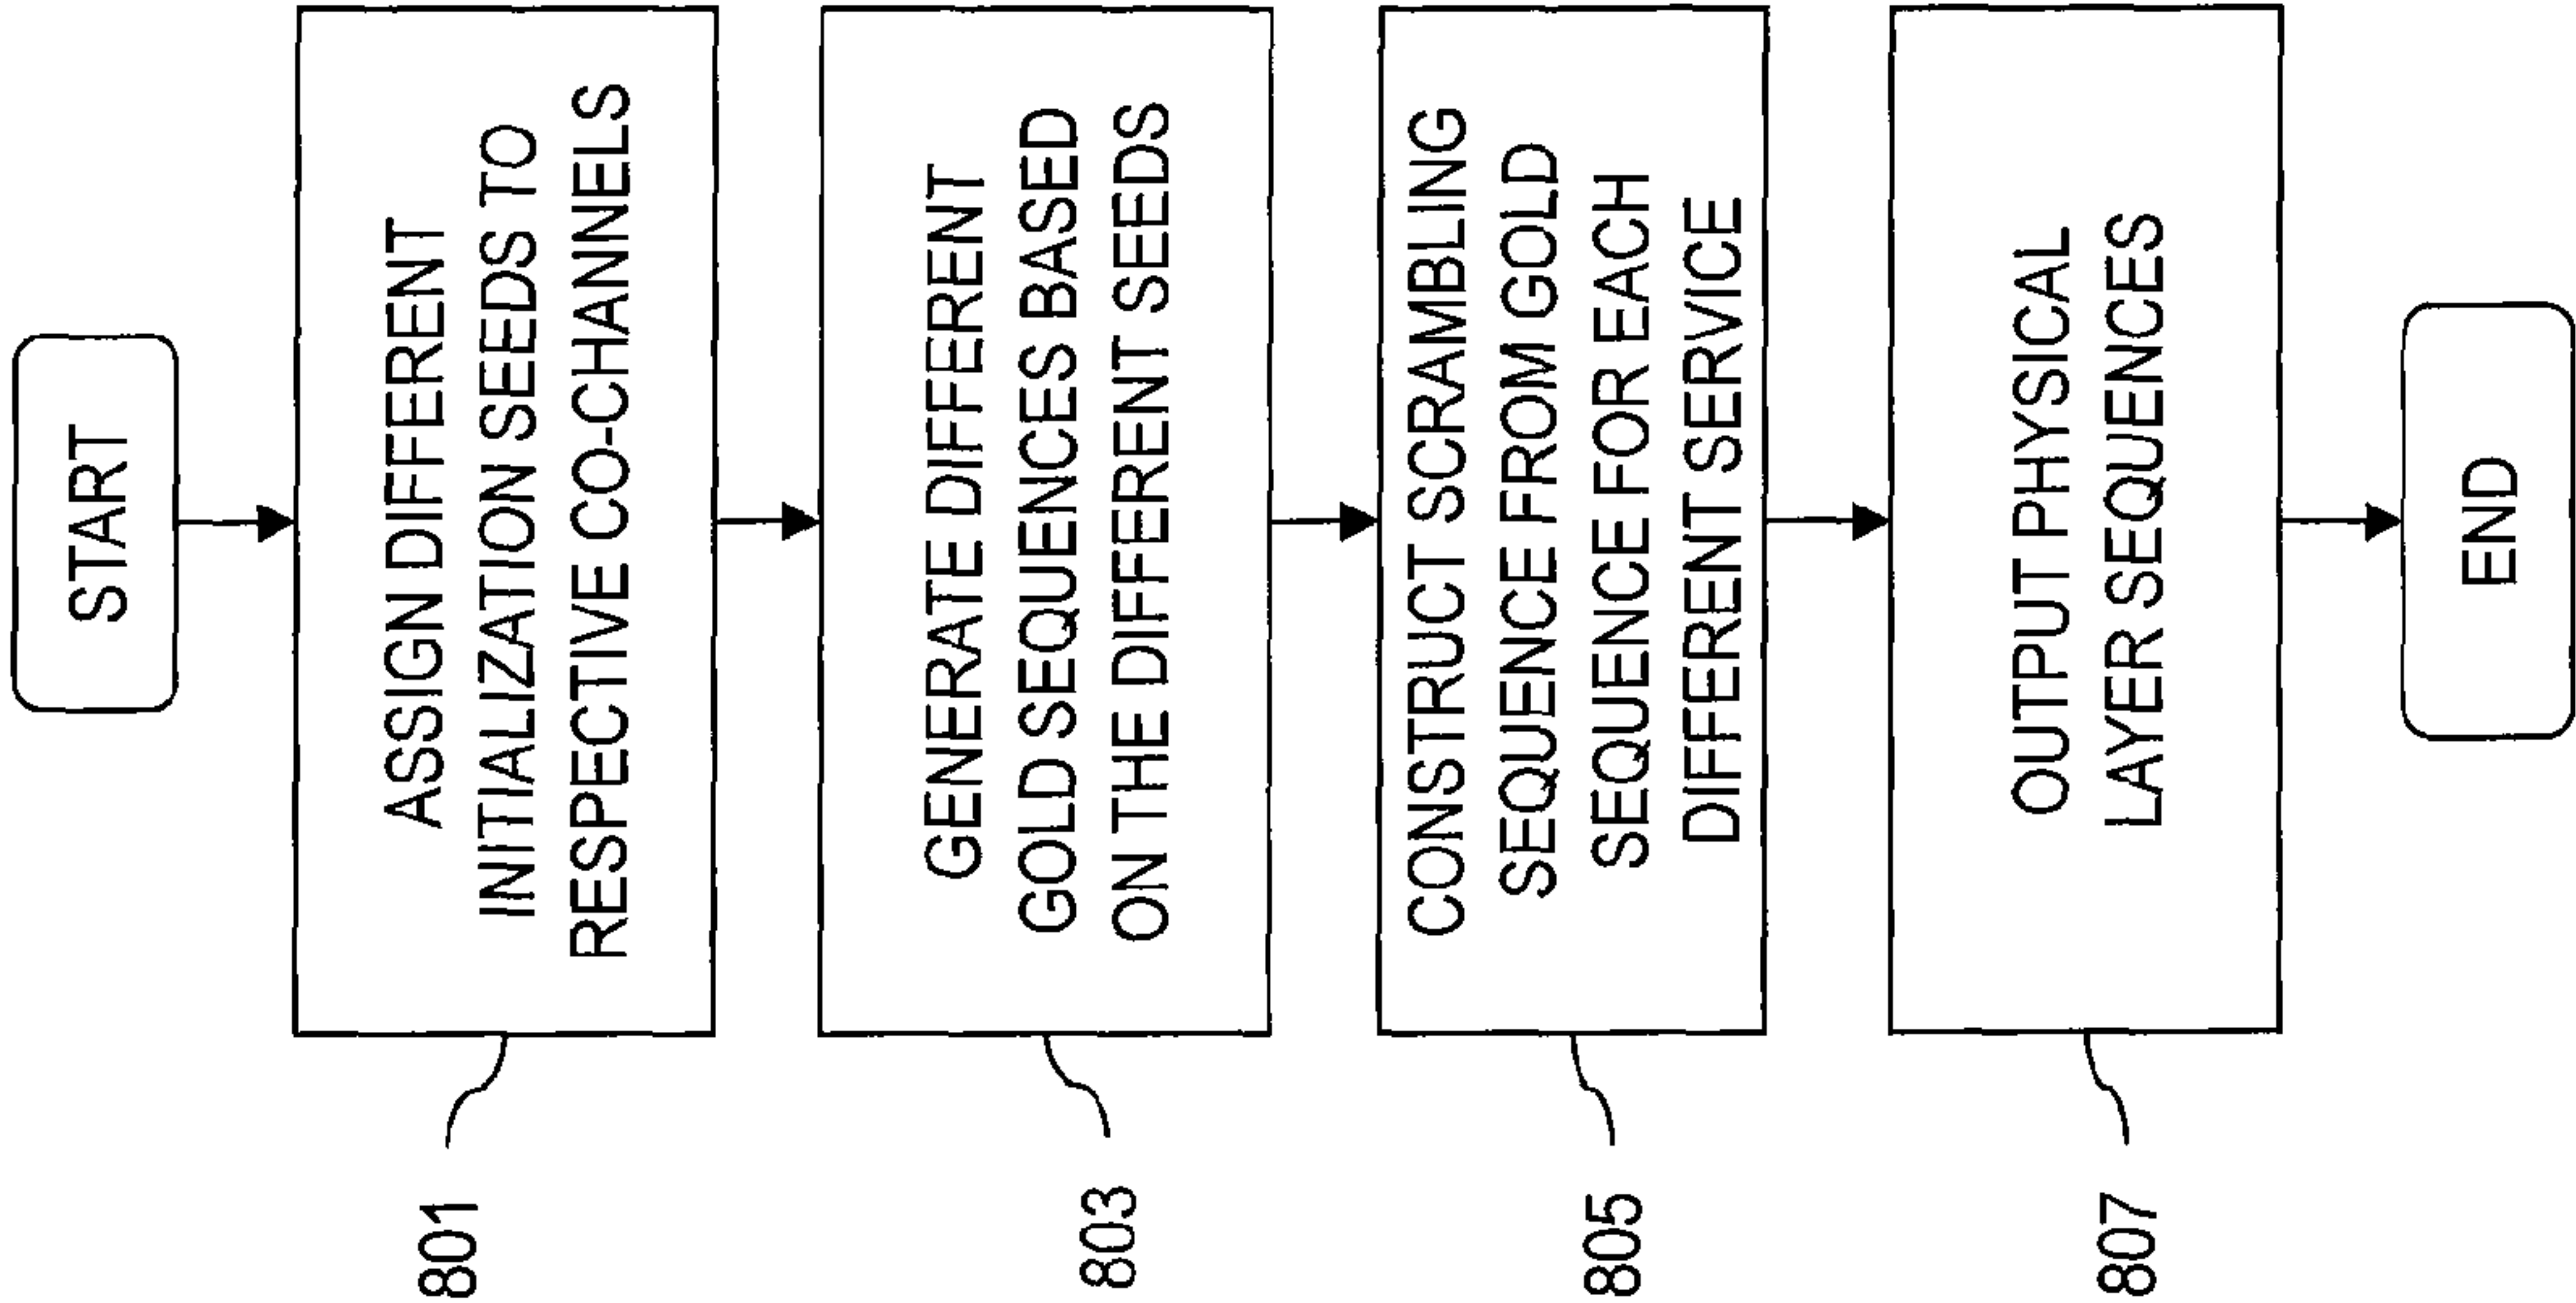 START
ASSIGN DIFFERENT
INITIALIZATION SEEDS TO
RESPECTIVE CO-CHANNELS
801
GENERATE DIFFERENT
GOLD SEQUENCES BASED
ON THE DIFFERENT SEEDS
803
CONSTRUCT SCRAMBLING
SEQUENCE FROM GOLD
SEQUENCE FOR EACH
DIFFERENT SERVICE
805
OUTPUT PHYSICAL
LAYER SEQUENCES
807
END